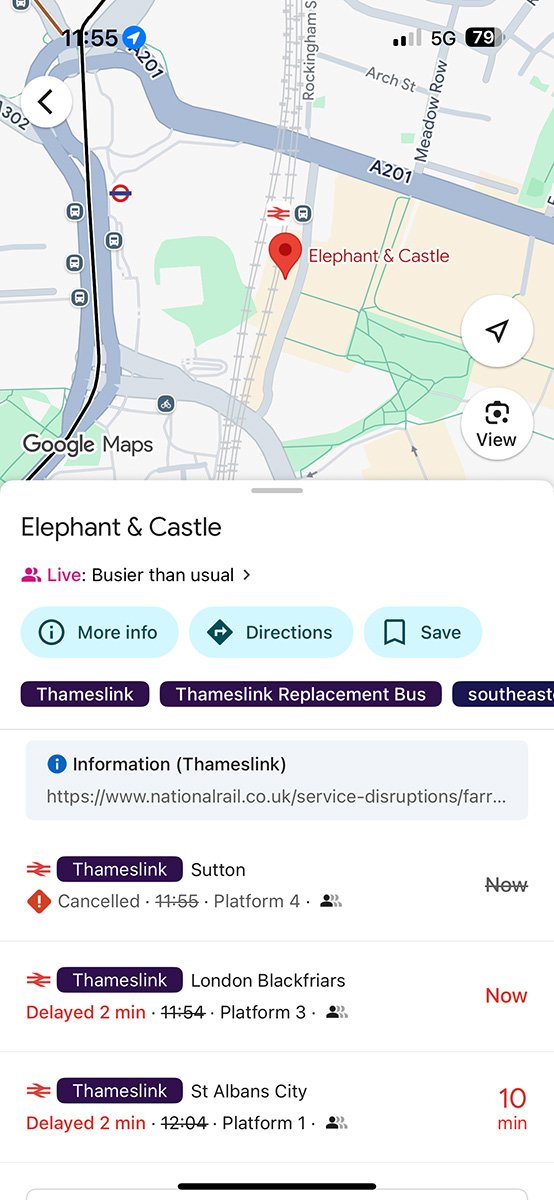 11:55
5G 79
A201
A302
Rockingham S
Arch St
Meadow Row
A201
Elephant & Castle
View
Google Maps
Elephant & Castle
Live: Busier than usual
More info
Directions
Save
Thameslink
Thameslink Replacement Bus
southeast
Information (Thameslink)
https://www.nationalrail.co.uk/service-disruptions/farr...
Thameslink Sutton
Now
Cancelled · 11:55 · Platform 4 ·
Thameslink London Blackfriars
Now
Delayed 2 min · 11:54 · Platform 3 ·
Thameslink St Albans City
10
min
Delayed 2 min · 12:04 · Platform 1 ·